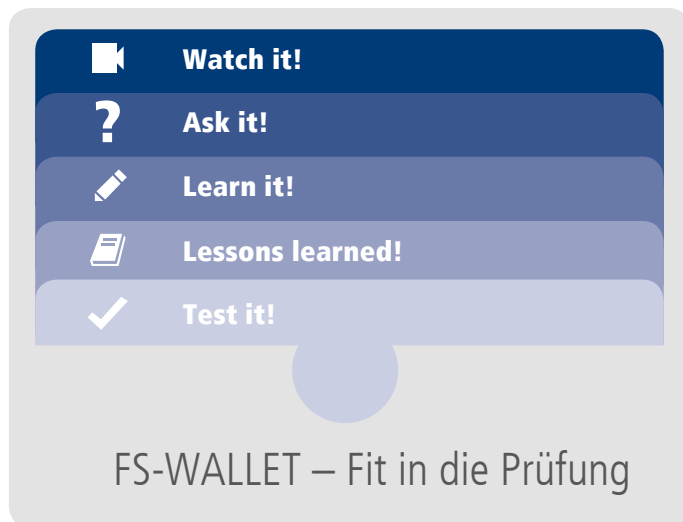 Watch it!
Ask it!
Learn it!
Lessons learned!
Test it!
FS-WALLET – Fit in die Prüfung